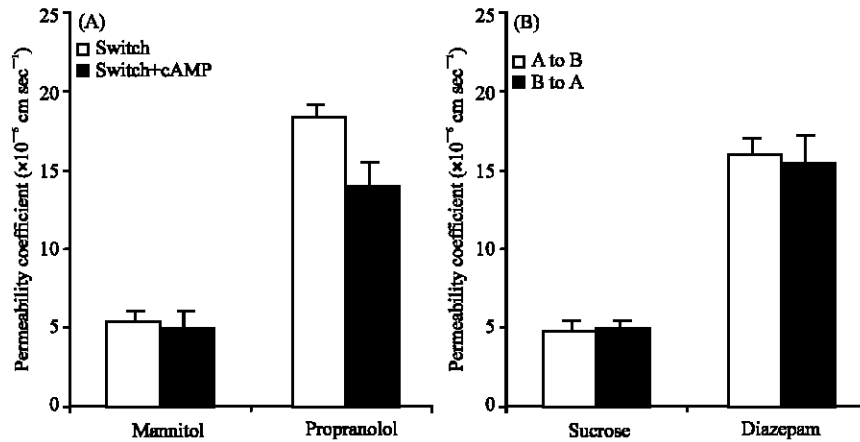 (A)
Switch
Switch+cAMP
Permeability coefficient (×10⁻⁶ cm sec⁻¹)
25
20
15
10
5
0
Mannitol Propranolol
(B)
A to B
B to A
Permeability coefficient (×10⁻⁶ cm sec⁻¹)
25
20
15
10
5
0
Sucrose Diazepam